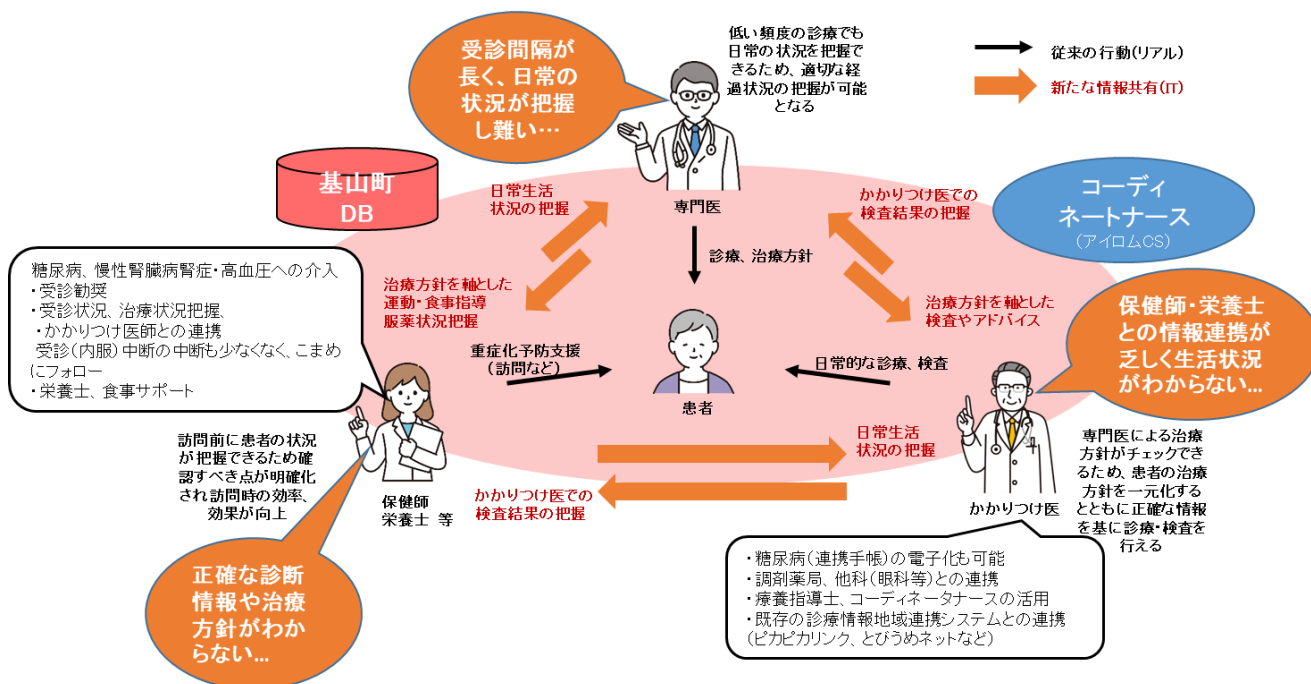 受診間隔が
長く、日常の
状況が把握
し難い…
低い頻度の診療でも
日常の状況を把握で
きるため、適切な経
過状況の把握が可能
となる
従来の行動(リアル)
新たな情報共有(IT)
基山町
DB
日常生活
状況の把握
専門医
かかりつけ医での
検査結果の把握
コーディ
ネートナース
(アイロムCS)
診療、治療方針
糖尿病、慢性腎臓病腎症・高血圧への介入
・受診勧奨
・受診状況、治療状況把握、
・かかりつけ医師との連携
受診(内服)中断の中断も少なくなく、こまめ
にフォロー
・栄養士、食事サポート
治療方針を軸とした
運動・食事指導
服薬状況把握
治療方針を軸とした
検査やアドバイス
保健師・栄養士
との情報連携が
乏しく生活状況
がわからない…
重症化予防支援
(訪問など)
日常的な診療、検査
患者
訪問前に患者の状況
が把握できるため確
認すべき点が明確化
され訪問時の効率、
効果が向上
保健師
栄養士 等
日常生活
状況の把握
かかりつけ医での
検査結果の把握
かかりつけ医
専門医による治療
方針がチェックでき
るため、患者の治療
方針を一元化する
とともに正確な情報
を基に診療・検査を
行える
正確な診断
情報や治療
方針がわか
らない…
・糖尿病(連携手帳)の電子化も可能
・調剤薬局、他科(眼科等)との連携
・療養指導士、コーディネータナースの活用
・既存の診療情報地域連携システムとの連携
(ピカピカリンク、とびうめネットなど)